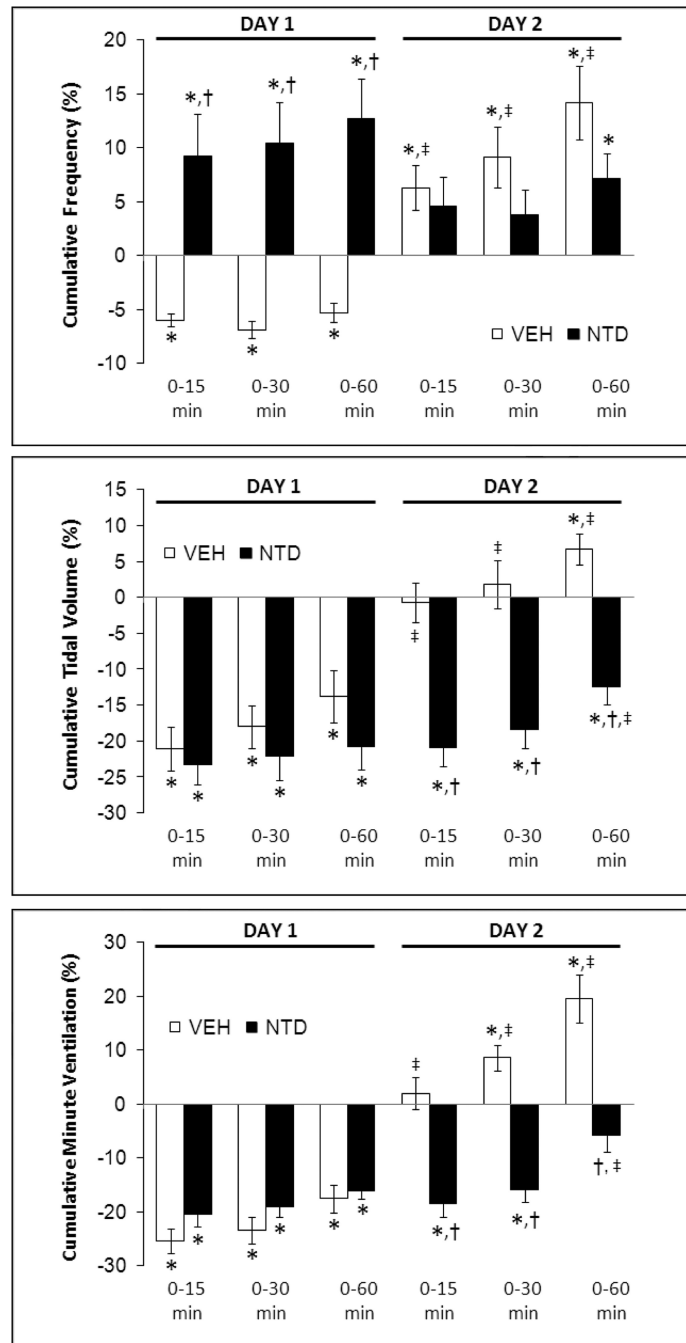 DAY 1 DAY 2
20
15
10
5
0
-5
-10
Cumulative Frequency (%)
*,† *,† *,† *,‡ *,‡ *,‡ *
* * *
VEH NTD
0-15 min 0-30 min 0-60 min 0-15 min 0-30 min 0-60 min
DAY 1 DAY 2
15
10
5
0
-5
-10
-15
-20
-25
-30
Cumulative Tidal Volume (%)
VEH NTD
‡ ‡ *,‡
* * * * * * *,† *,† *,†,‡
0-15 min 0-30 min 0-60 min 0-15 min 0-30 min 0-60 min
DAY 1 DAY 2
30
20
10
0
-10
-20
-30
Cumulative Minute Ventilation (%)
VEH NTD
‡ *,‡ *,‡
* * * * * * *,† *,† †,‡
0-15 min 0-30 min 0-60 min 0-15 min 0-30 min 0-60 min